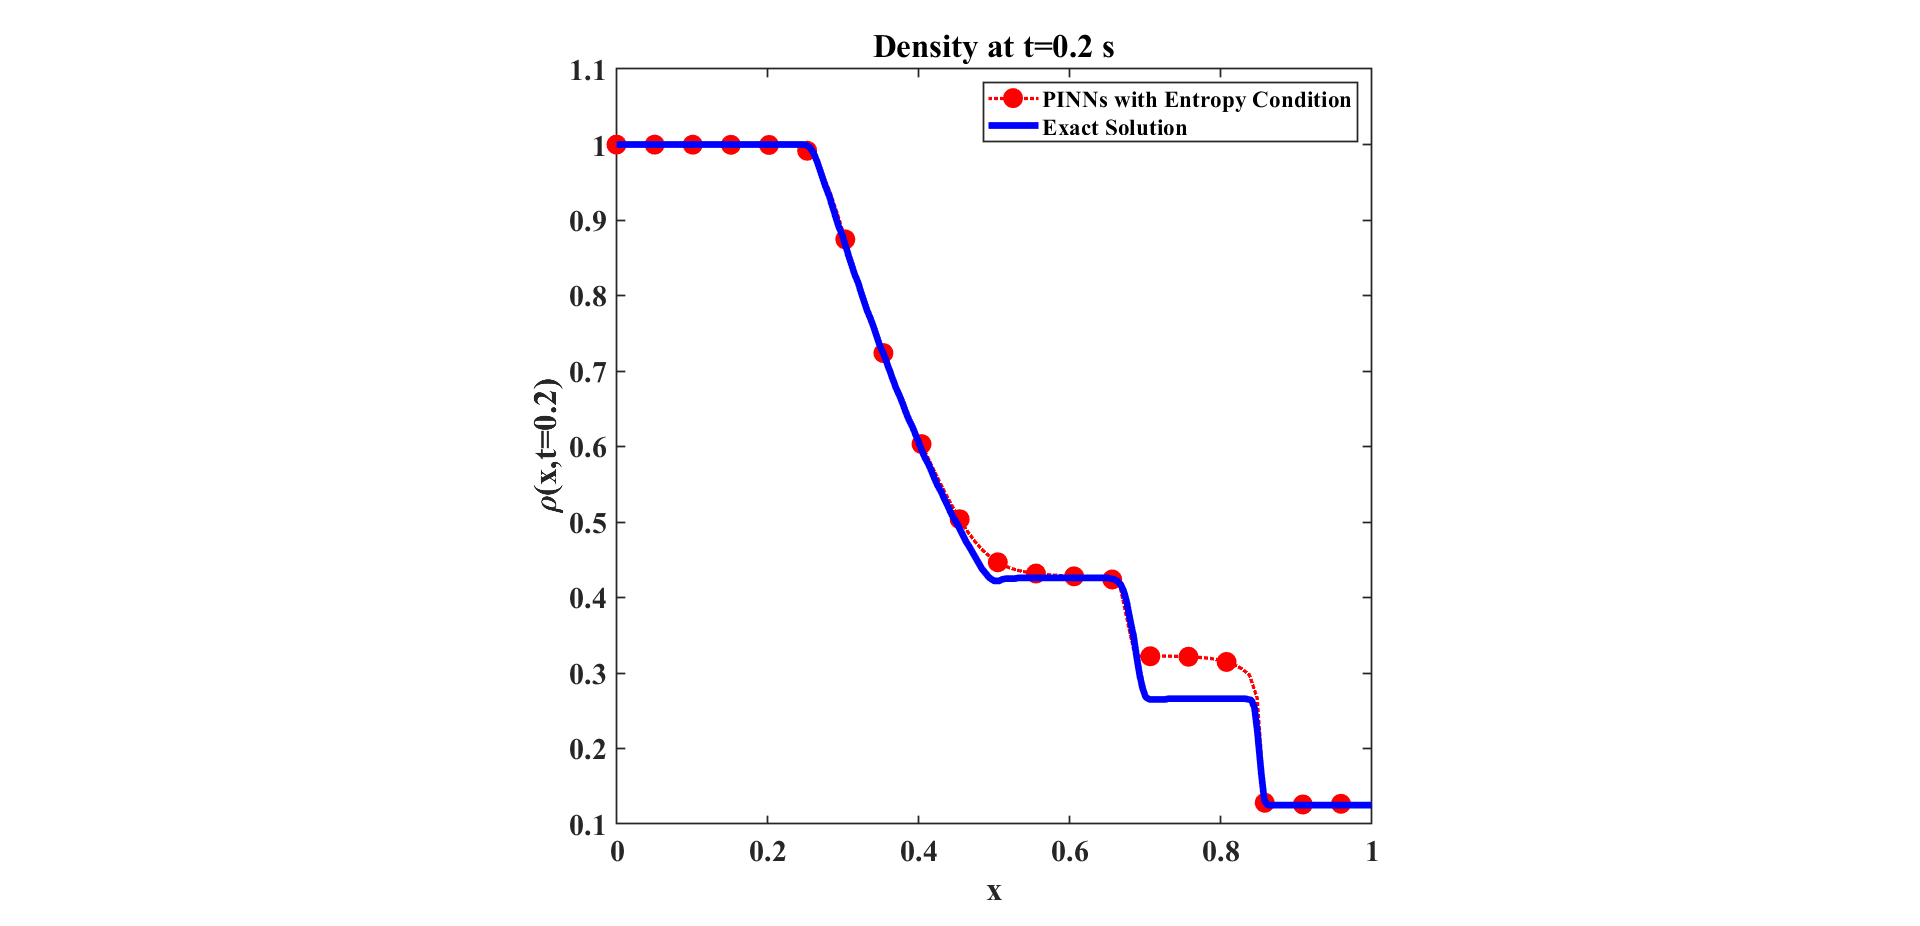 Density at t=0.2 s
PINNs with Entropy Condition
Exact Solution
1.1
1
0.9
0.8
0.7
0.6
0.5
0.4
0.3
0.2
0.1
ρ(x,t=0.2)
0 0.2 0.4 0.6 0.8 1
x